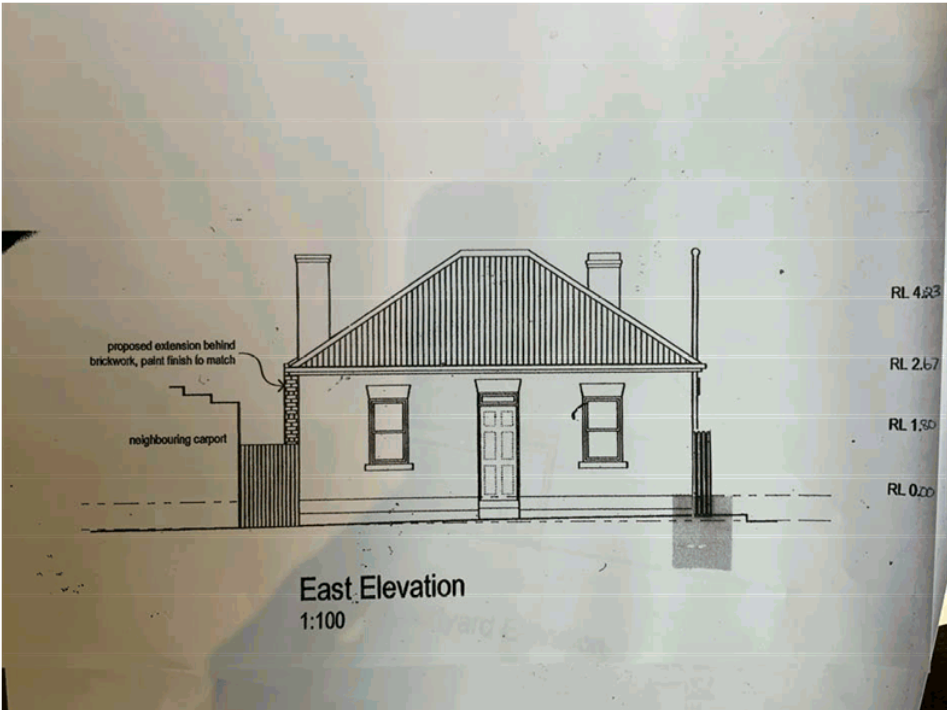 proposed extension behind
brickwork, paint finish to match
neighbouring carport
RL 4.23
RL 2.67
RL 1.80
RL 0.00
East Elevation
1:100